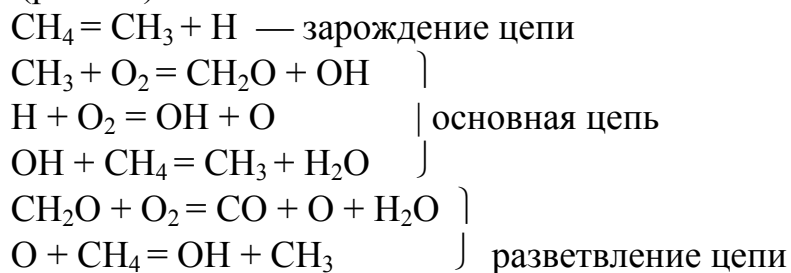 CH₄ = CH₃ + H — зарождение цепи
CH₃ + O₂ = CH₂O + OH ⎫
H + O₂ = OH + O | основная цепь
OH + CH₄ = CH₃ + H₂O ⎭
CH₂O + O₂ = CO + O + H₂O ⎫
O + CH₄ = OH + CH₃ ⎭ разветвление цепи